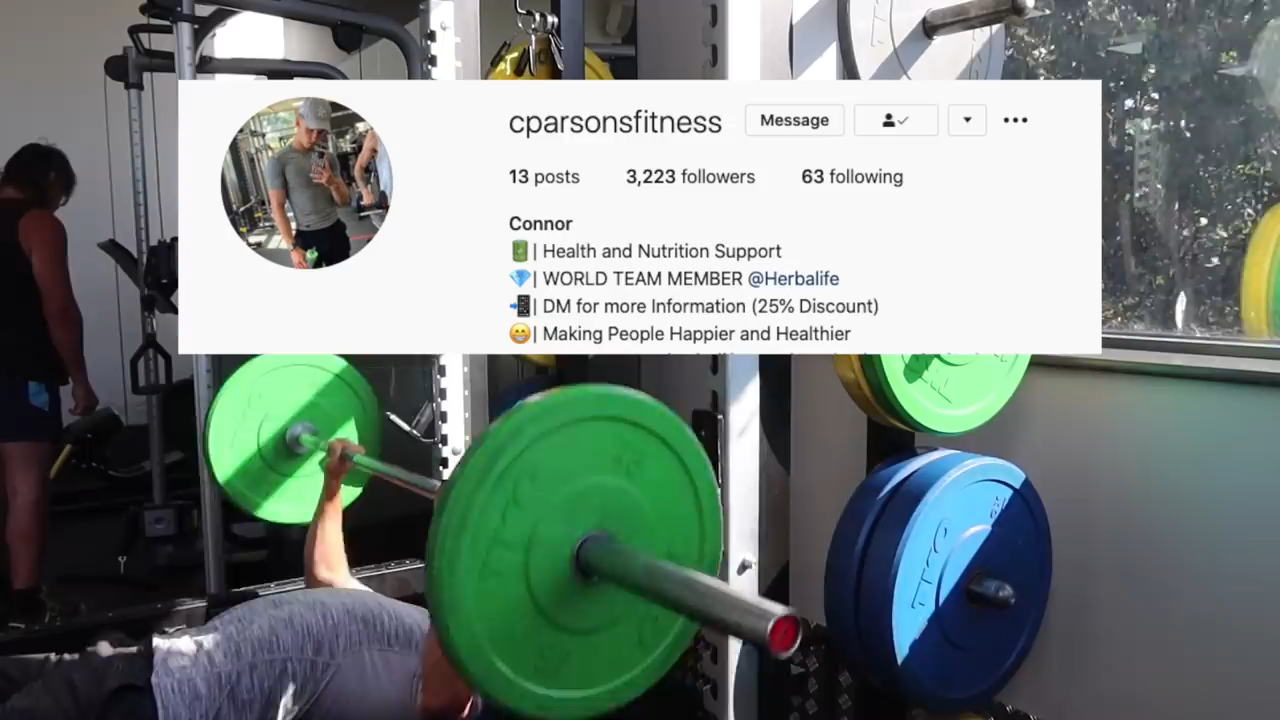 cparsonsfitness
Message
13 posts 3,223 followers 63 following
Connor
🔋| Health and Nutrition Support
💎| WORLD TEAM MEMBER @Herbalife
📲| DM for more Information (25% Discount)
😁| Making People Happier and Healthier